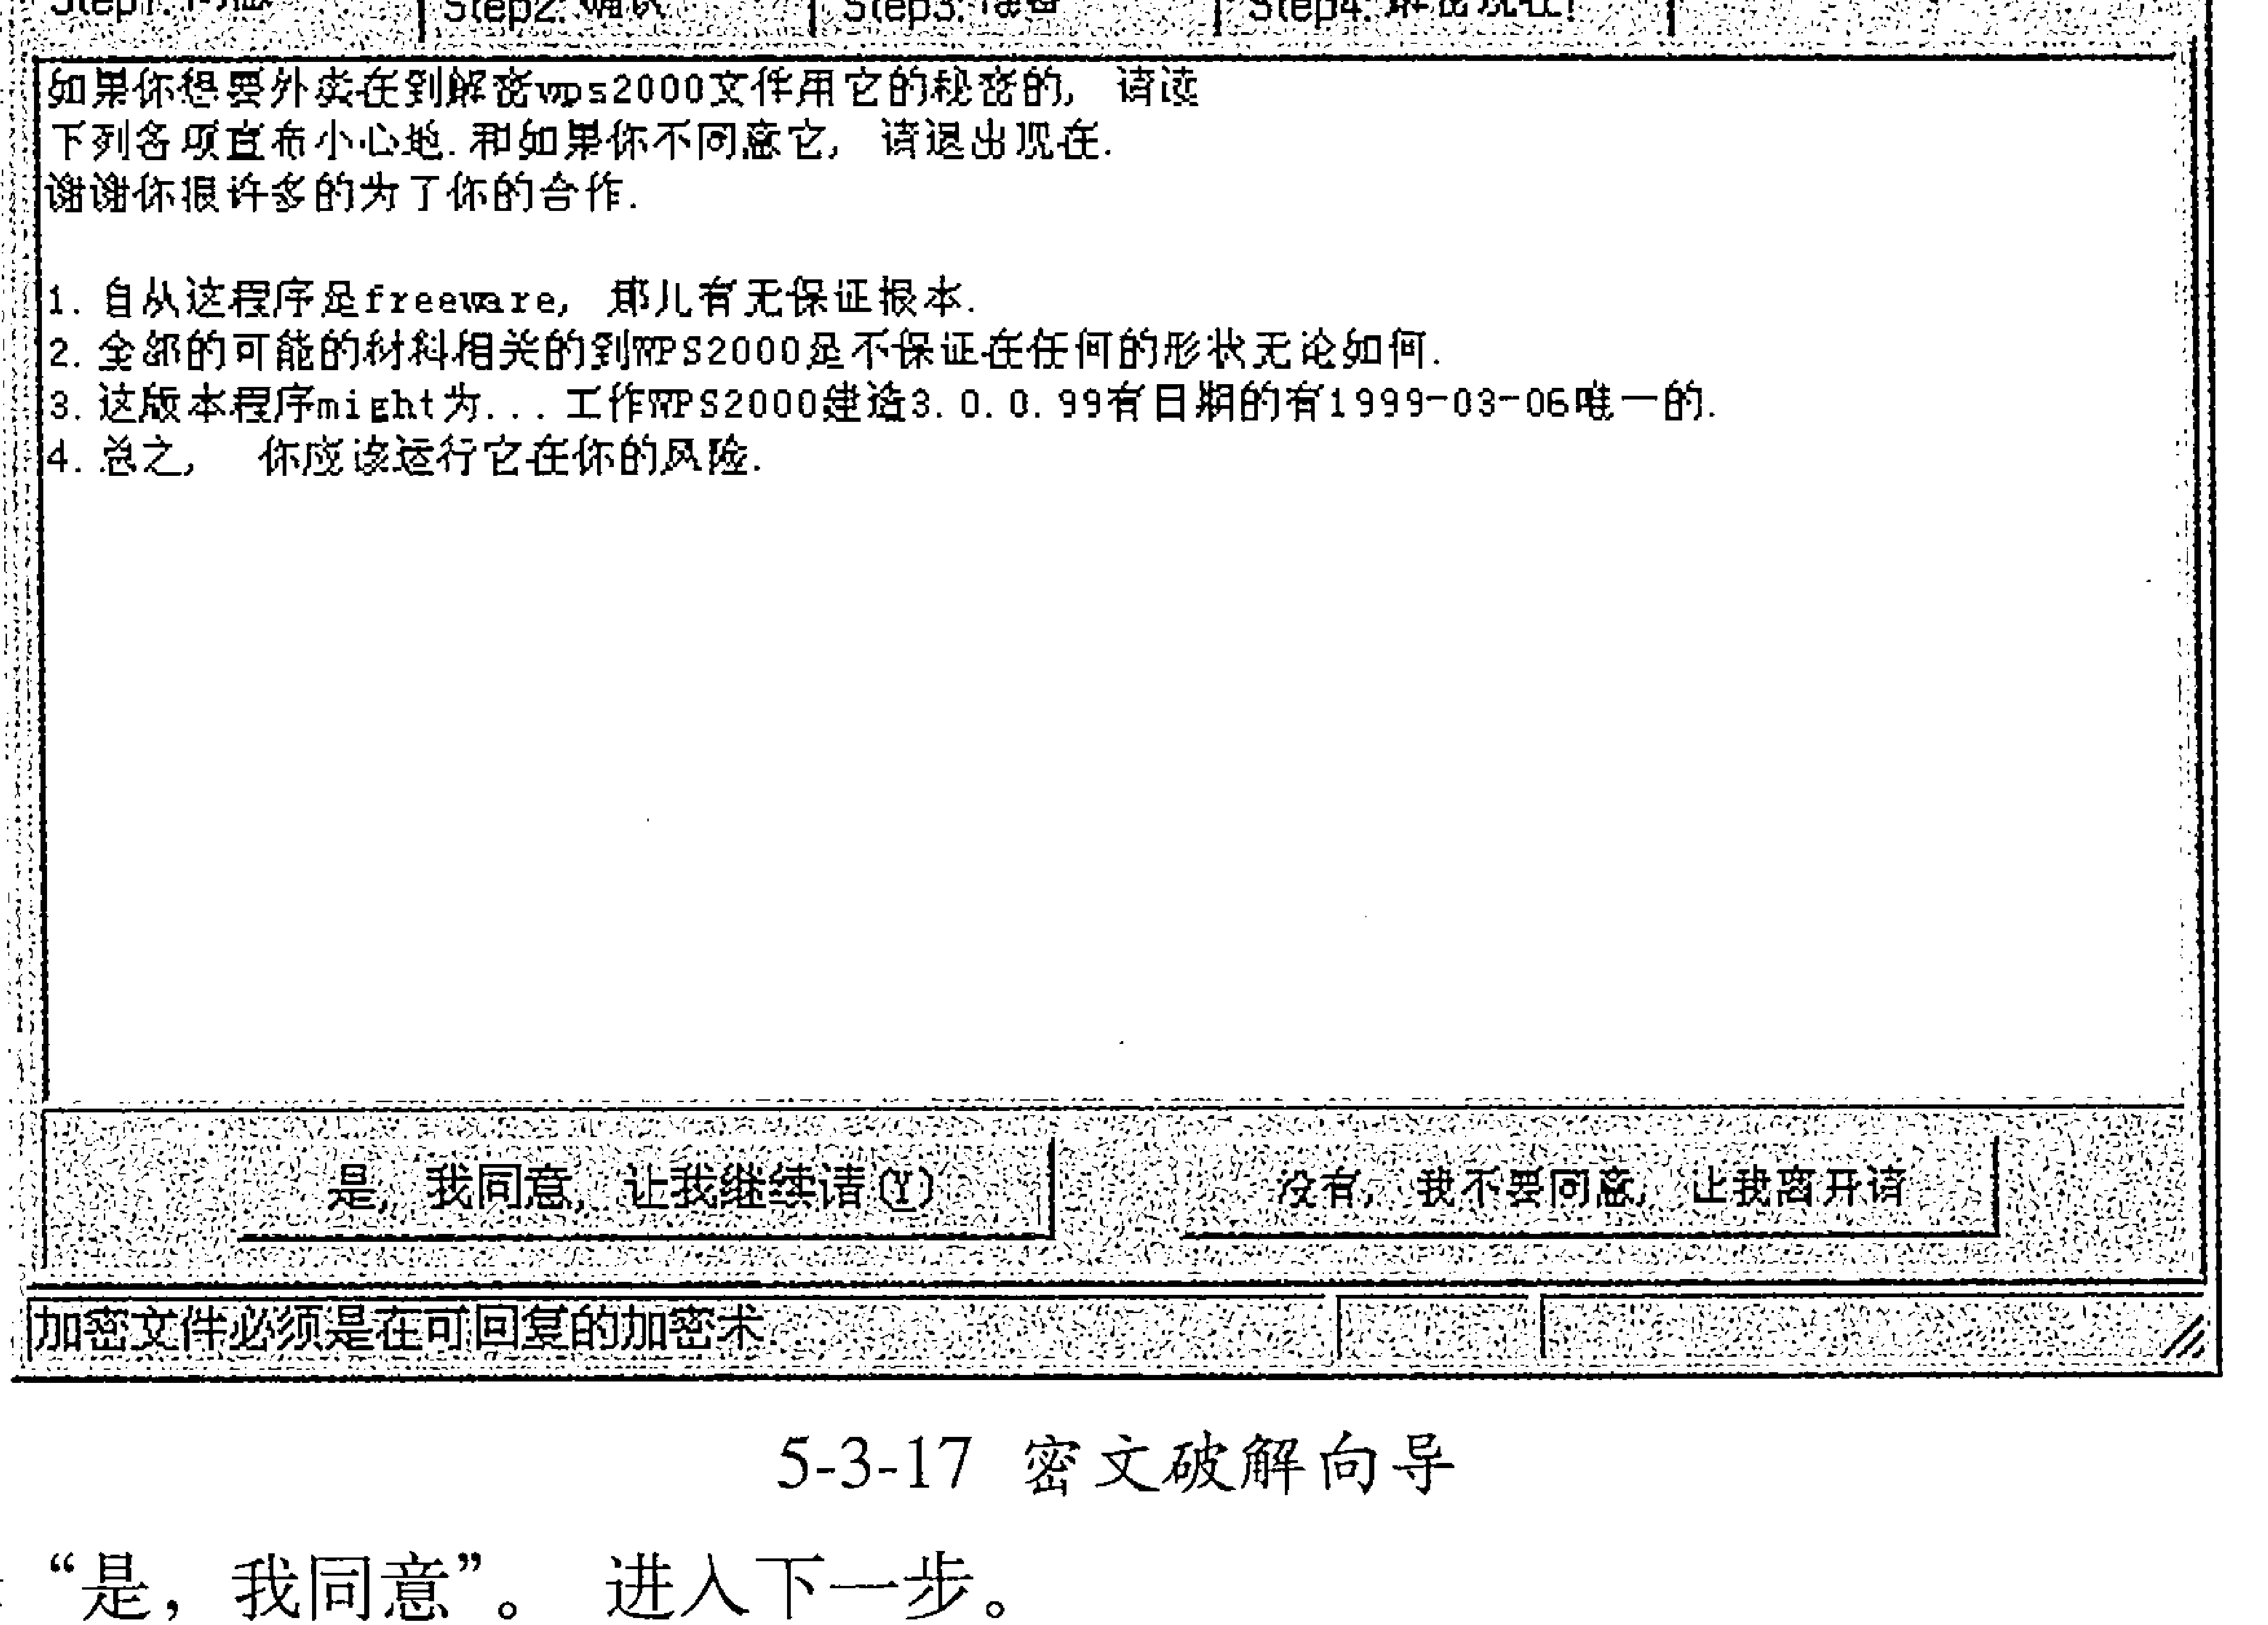 Step2: 调试
Step3:
Step4: 解密现在!
如果你想要外卖在到解密wps2000文件用它的秘密的, 请读
下列各项宣布小心地.和如果你不同意它, 请退出现在.
谢谢你很许多的为了你的合作.
1. 自从这程序是freeware, 那儿有无保证根本.
2. 全部的可能的材料相关的到WPS2000是不保证在任何的形状无论如何.
3. 这版本程序might为...工作WPS2000建造3.0.0.99有日期的有1999-03-06唯一的.
4. 总之, 你应该运行它在你的风险.
是, 我同意, 让我继续请(Y)
没有, 我不要同意, 让我离开请
加密文件必须是在可回复的加密术
5-3-17 密文破解向导
“是，我同意”。 进入下一步。